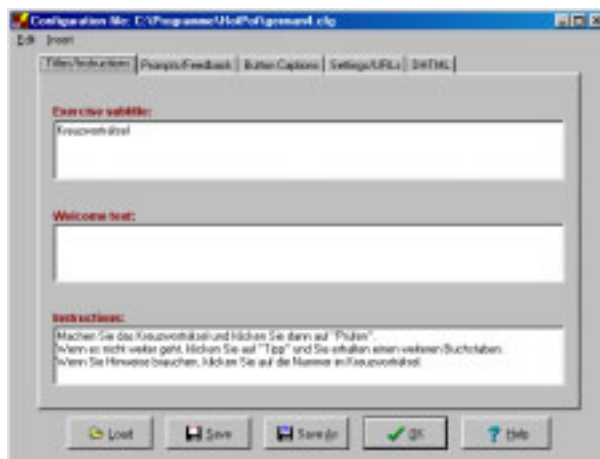 Configuration file: C:\Programme\HotPot\german4.cfg
Edit Insert
Titles/Instructions Prompts/Feedback Button Captions Settings/URLs DHTML
Exercise subtitle:
Kreuzworträtsel
Welcome text:
Instructions:
Machen Sie das Kreuzworträtsel und klicken Sie dann auf "Prüfen".
Wenn es nicht weiter geht, klicken Sie auf "Tipp" und Sie erhalten einen weiteren Buchstaben.
Wenn Sie Hinweise brauchen, klicken Sie auf die Nummer im Kreuzworträtsel.
Load Save Save As OK Help